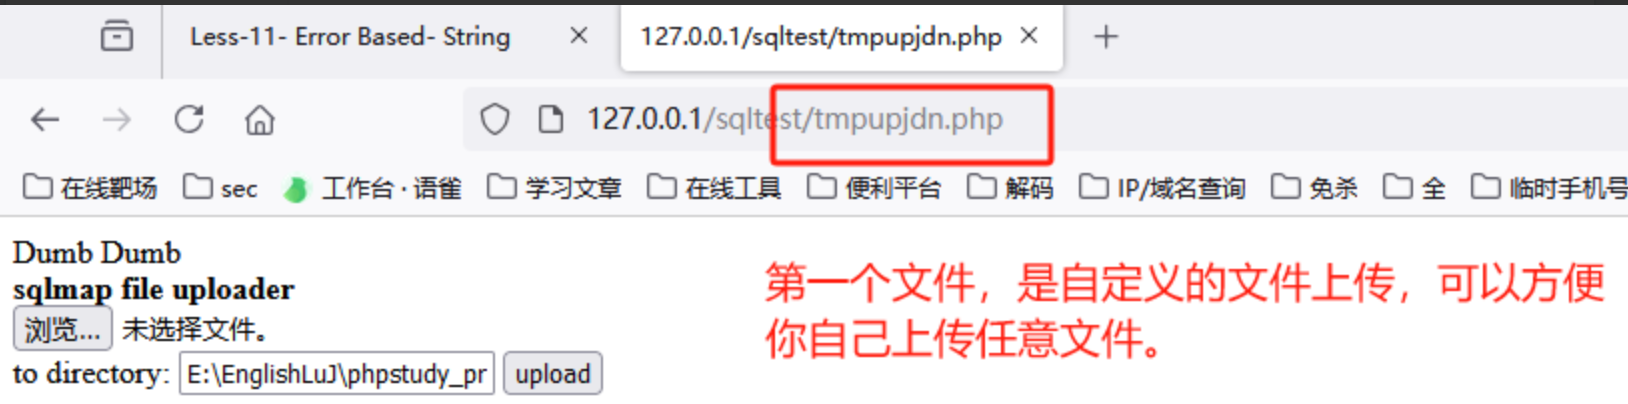 Less-11- Error Based- String
127.0.0.1/sqltest/tmpupjdn.php
127.0.0.1/sqltest/tmpupjdn.php
在线靶场 sec 工作台 · 语雀 学习文章 在线工具 便利平台 解码 IP/域名查询 免杀 全 临时手机号
Dumb Dumb
sqlmap file uploader
浏览... 未选择文件。
to directory: E:\EnglishLuJ\phpstudy_pr upload
第一个文件，是自定义的文件上传，可以方便
你自己上传任意文件。